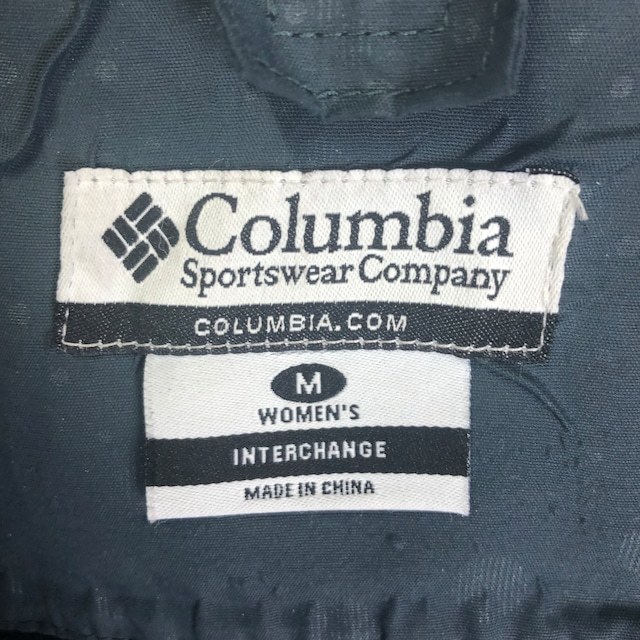 Columbia
Sportswear Company
COLUMBIA.COM
M
WOMEN'S
INTERCHANGE
MADE IN CHINA